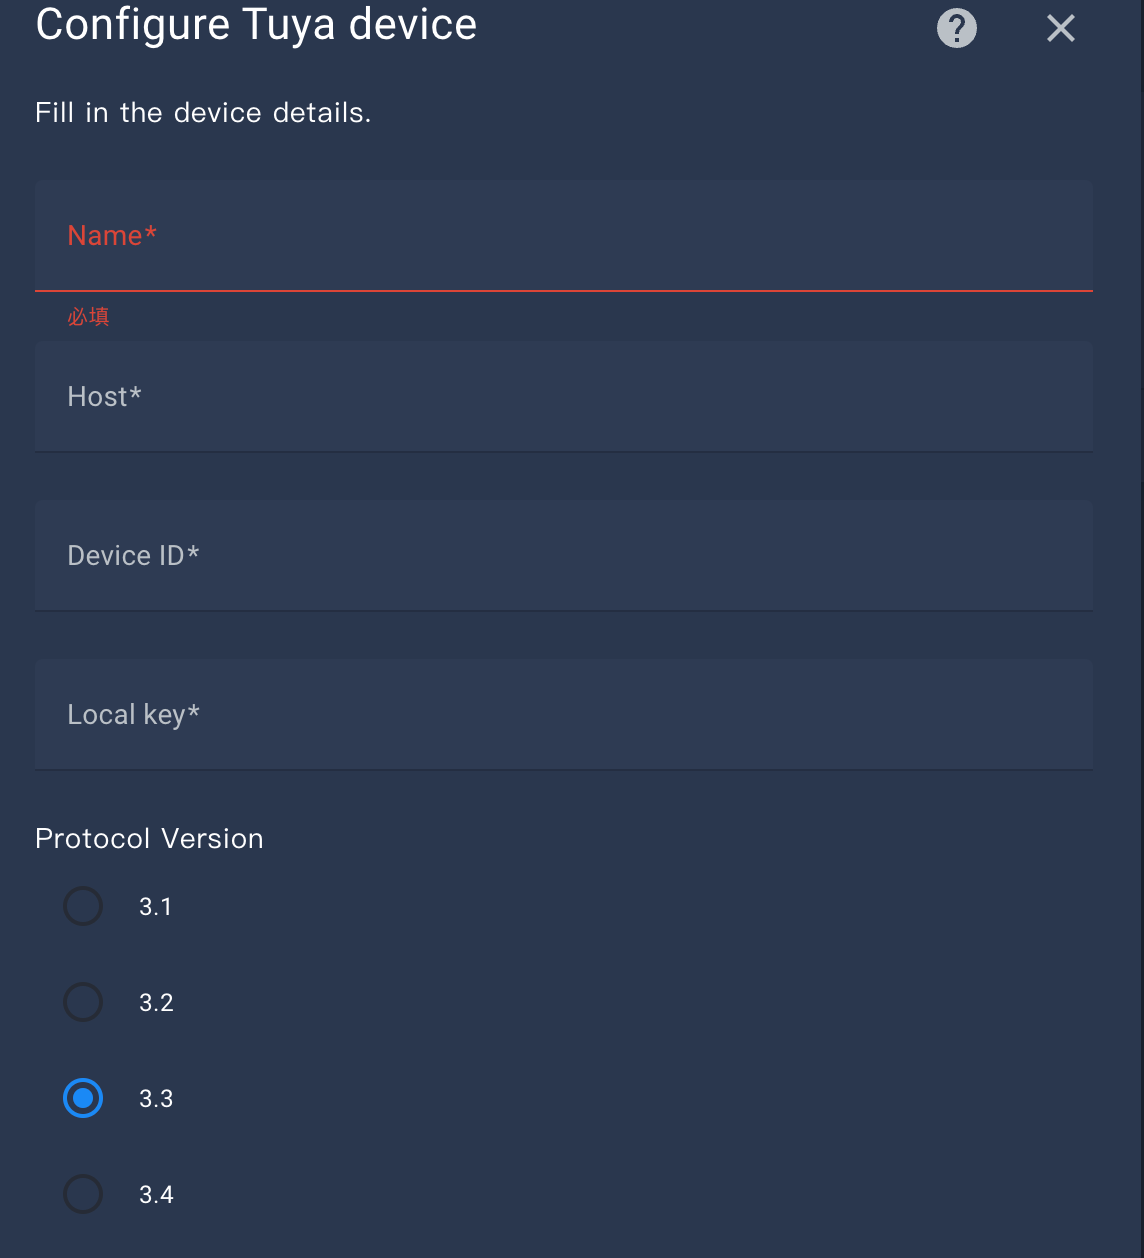 Configure Tuya device
Fill in the device details.
Name*
必填
Host*
Device ID*
Local key*
Protocol Version
3.1
3.2
3.3
3.4